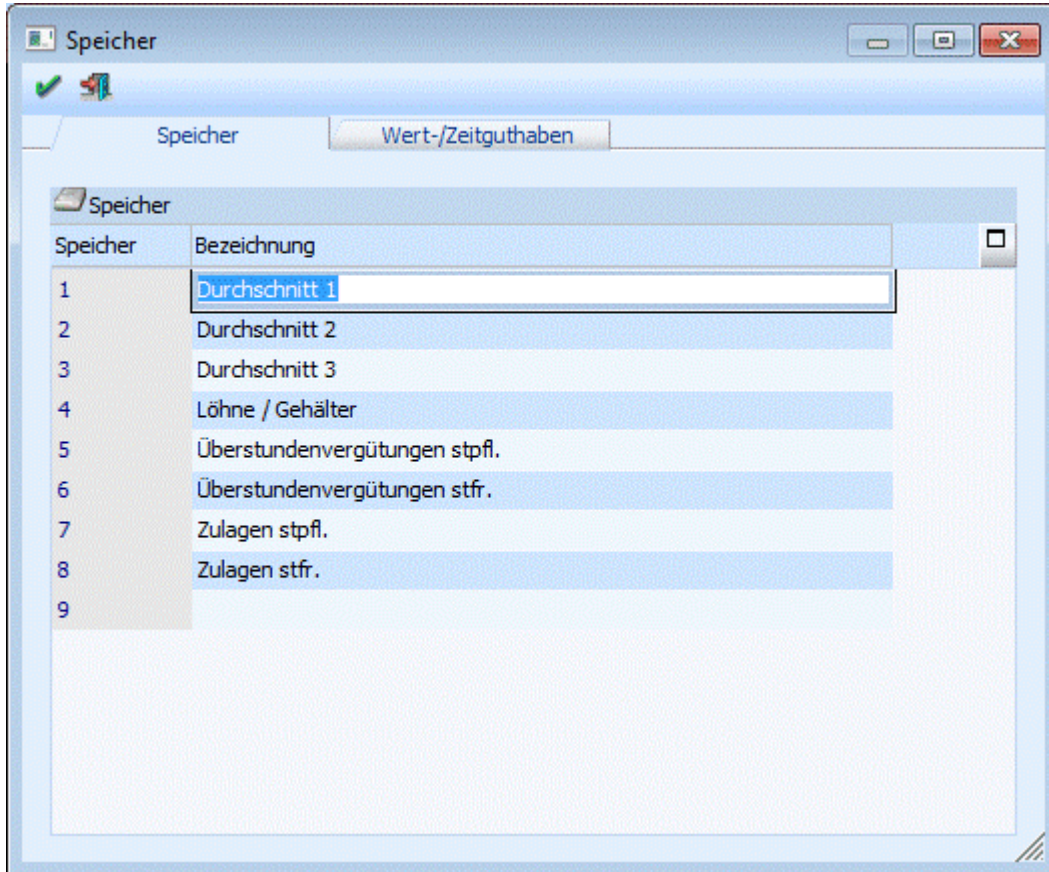 Speicher
Speicher Wert-/Zeitguthaben
Speicher
Speicher Bezeichnung
1 Durchschnitt 1
2 Durchschnitt 2
3 Durchschnitt 3
4 Löhne / Gehälter
5 Überstundenvergütungen stpfl.
6 Überstundenvergütungen stfr.
7 Zulagen stpfl.
8 Zulagen stfr.
9